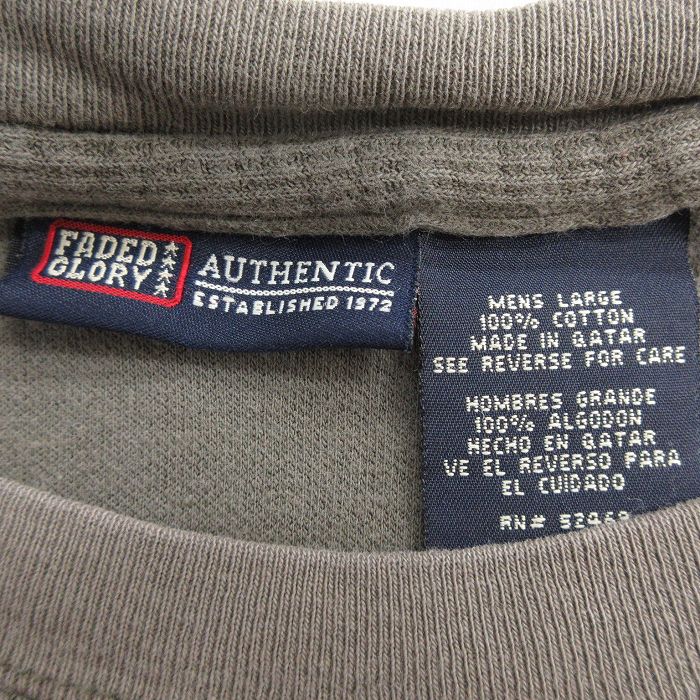 FADED
GLORY
AUTHENTIC
ESTABLISHED 1972
MENS LARGE
100% COTTON
MADE IN QATAR
SEE REVERSE FOR CARE
HOMBRES GRANDE
100% ALGODON
HECHO EN QATAR
VE EL REVERSO PARA
EL CUIDADO
RN#